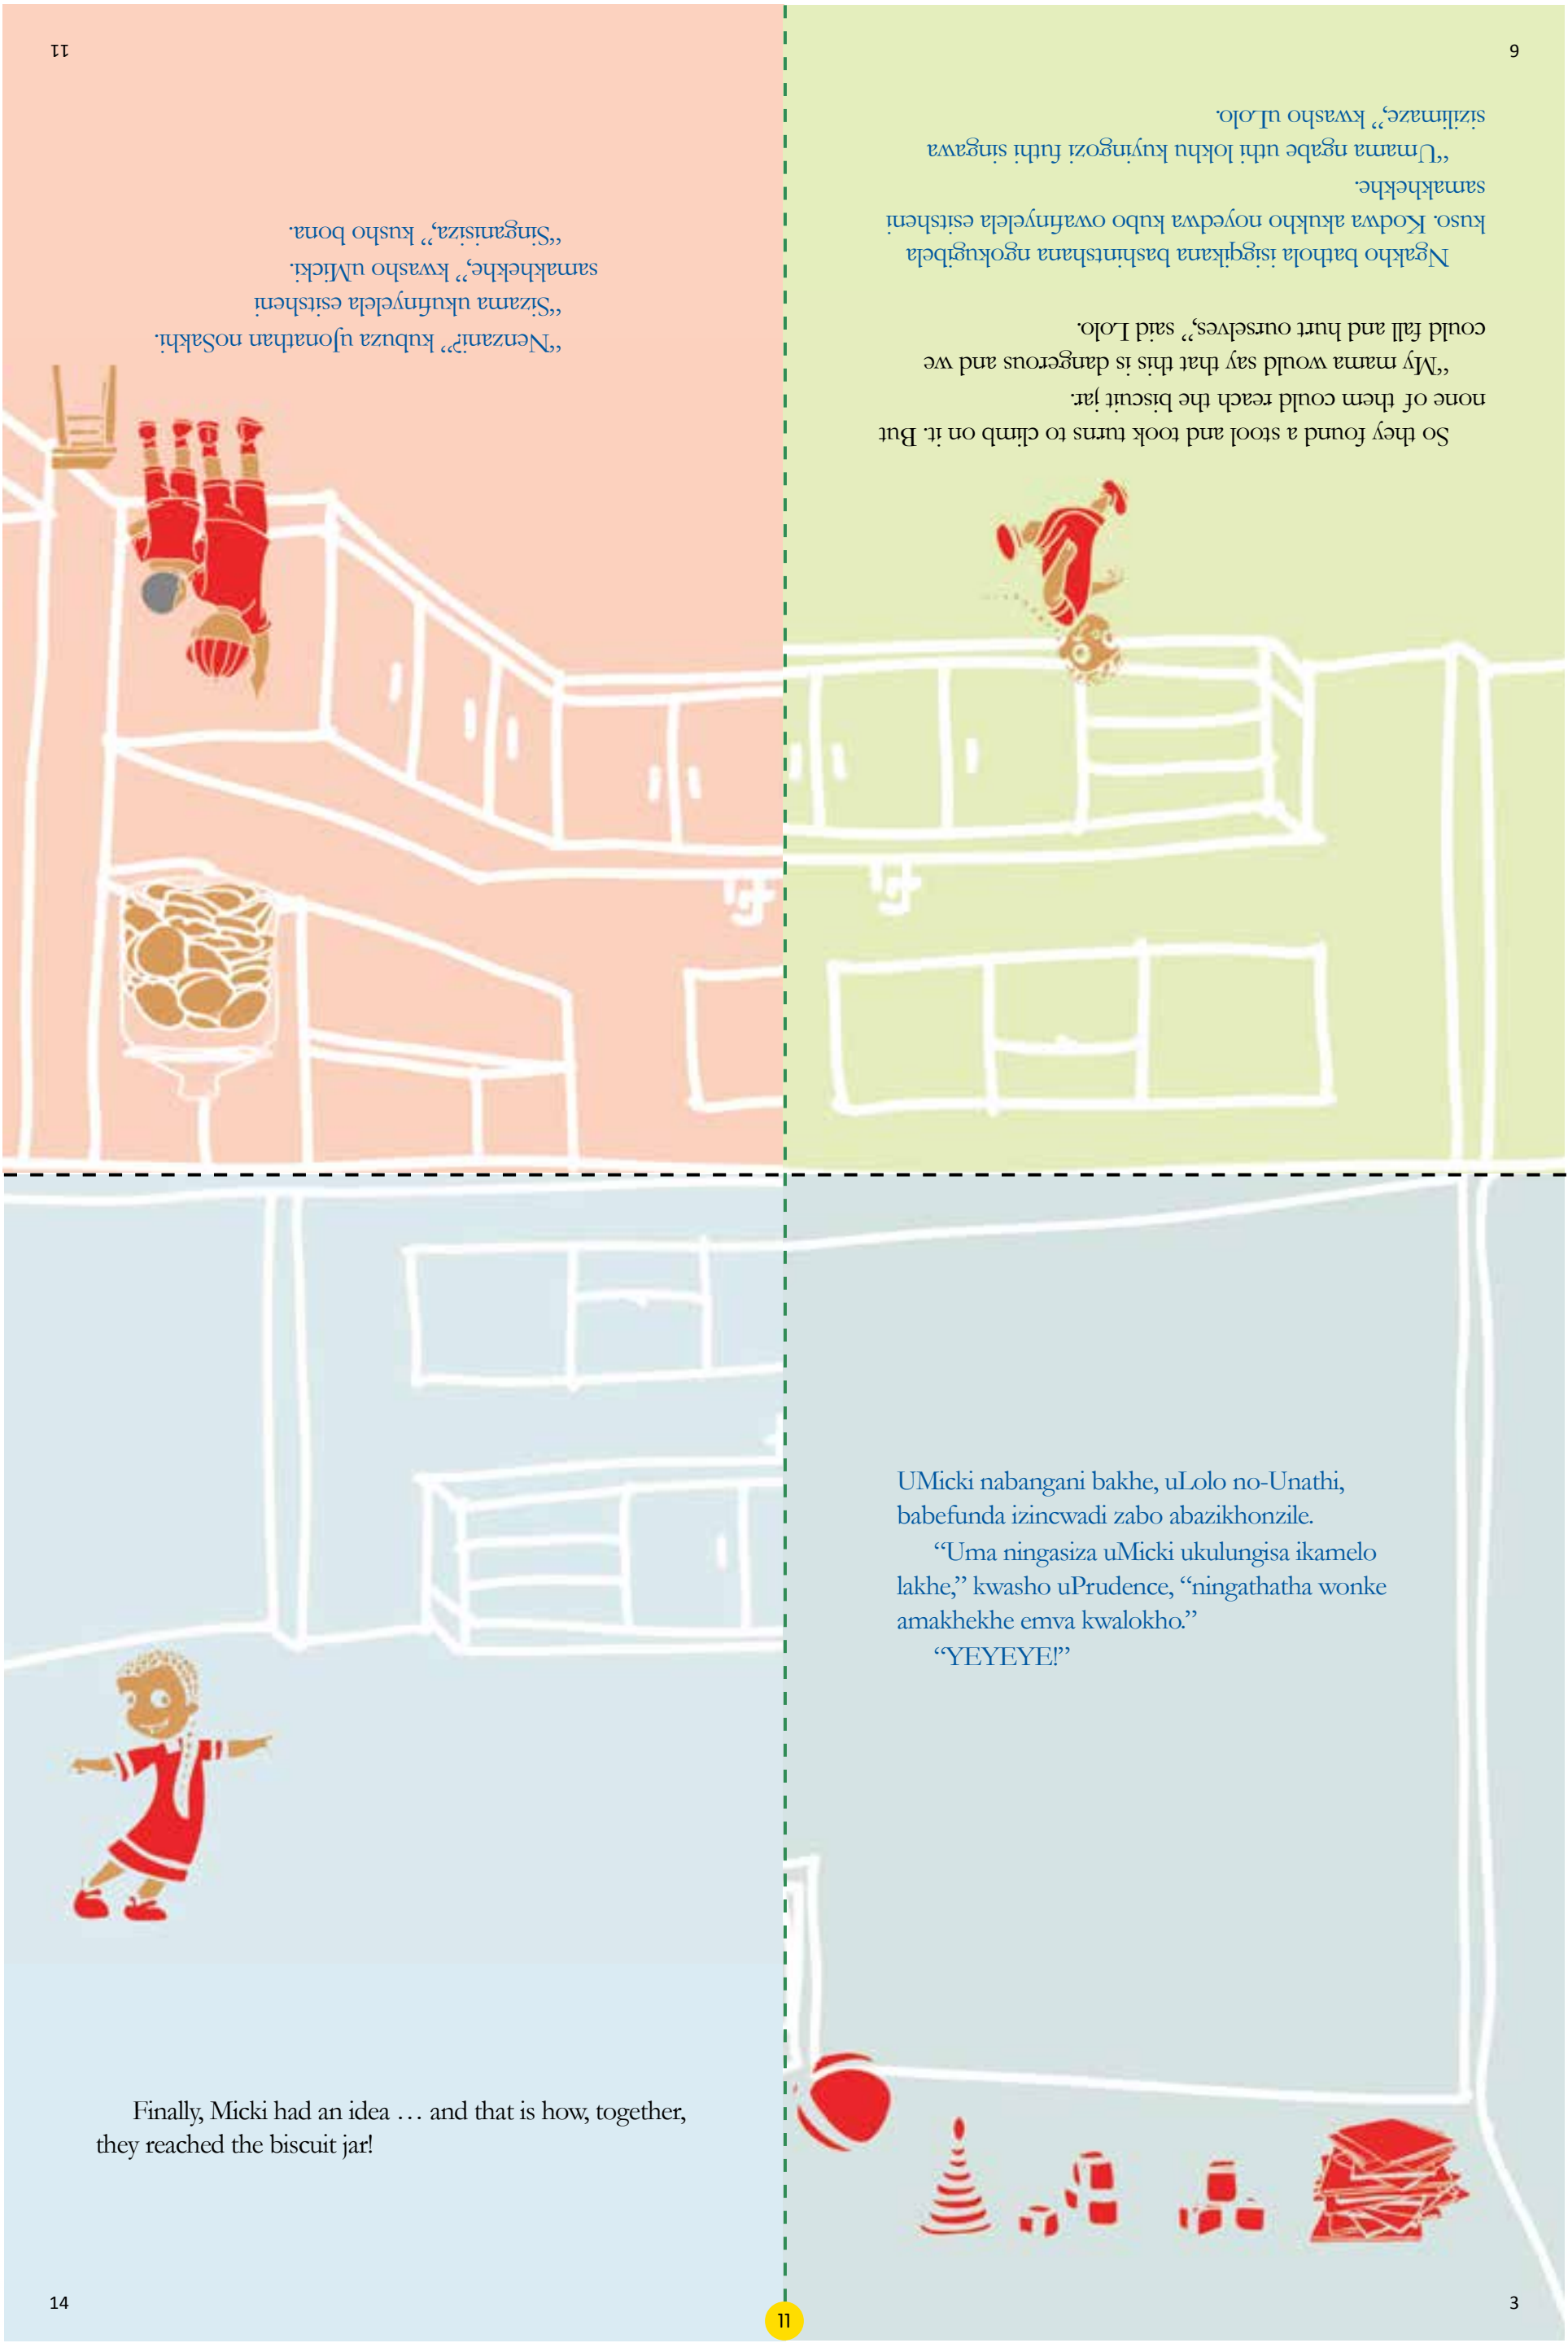 “Nenzani?” kubuza uJonathan noSakhi.
“Sizama ukufinyelela esitsheni
samakhekhe,” kwasho uMicki.
“Singanisiza,” kusho bona.
11
So they found a stool and took turns to climb on it. But
none of them could reach the biscuit jar.
“My mama would say that this is dangerous and we
could fall and hurt ourselves,” said Lolo.
Ngakho bathola isigqikana bashintshana ngokugibela
kuso. Kodwa akukho noyedwa kubo owafinyelela esitsheni
samakhekhe.
“Umama ngabe uthi lokhu kuyingozi futhi singawa
sizilimaze,” kwasho uLolo.
6
Finally, Micki had an idea … and that is how, together,
they reached the biscuit jar!
14
UMicki nabangani bakhe, uLolo no-Unathi,
babefunda izincwadi zabo abazikhonzile.
“Uma ningasiza uMicki ukulungisa ikamelo
lakhe,” kwasho uPrudence, “ningathatha wonke
amakhekhe emva kwalokho.”
“YEYEYE!”
3
11